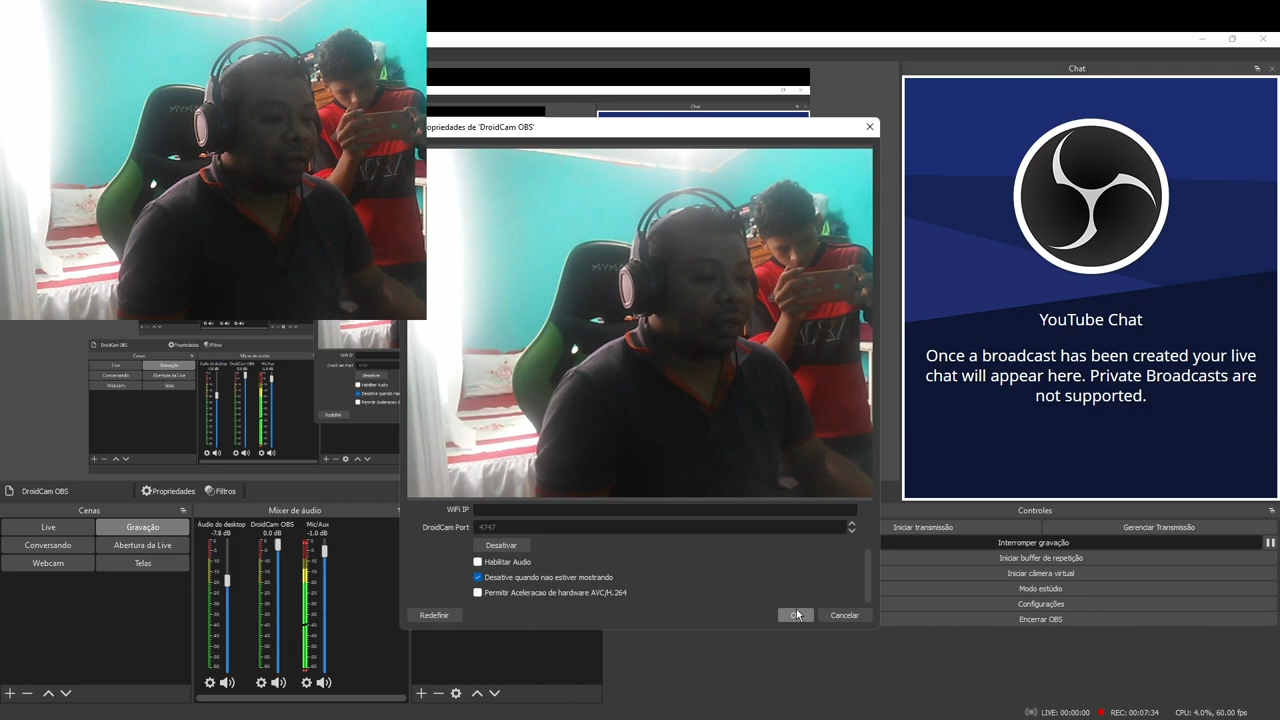 Chat
opriedades de 'DroidCam OBS'
YouTube Chat
Once a broadcast has been created your live
chat will appear here. Private Broadcasts are
not supported.
DroidCam OBS
Propriedades
Filtros
Cenas
Live
Gravação
Conversando
Abertura da Live
Webcam
Telas
Mixer de áudio
Áudio do desktop
-7.8 dB
DroidCam OBS
0.0 dB
Mic/Aux
-1.0 dB
WiFi IP
DroidCam Port
4747
Desativar
Habilitar Audio
Desative quando nao estiver mostrando
Permitir Aceleracao de hardware AVC/H.264
Redefinir
Cancelar
Controles
Iniciar transmissão
Gerenciar Transmissão
Interromper gravação
Iniciar buffer de repetição
Iniciar câmera virtual
Modo estúdio
Configurações
Encerrar OBS
LIVE: 00:00:00
REC: 00:07:34
CPU: 4.0%, 60.00 fps